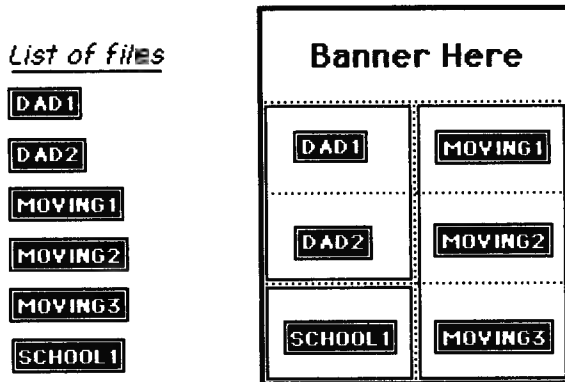 List of files
DAD1
DAD2
MOVING1
MOVING2
MOVING3
SCHOOL1
Banner Here
DAD1
MOVING1
DAD2
MOVING2
SCHOOL1
MOVING3